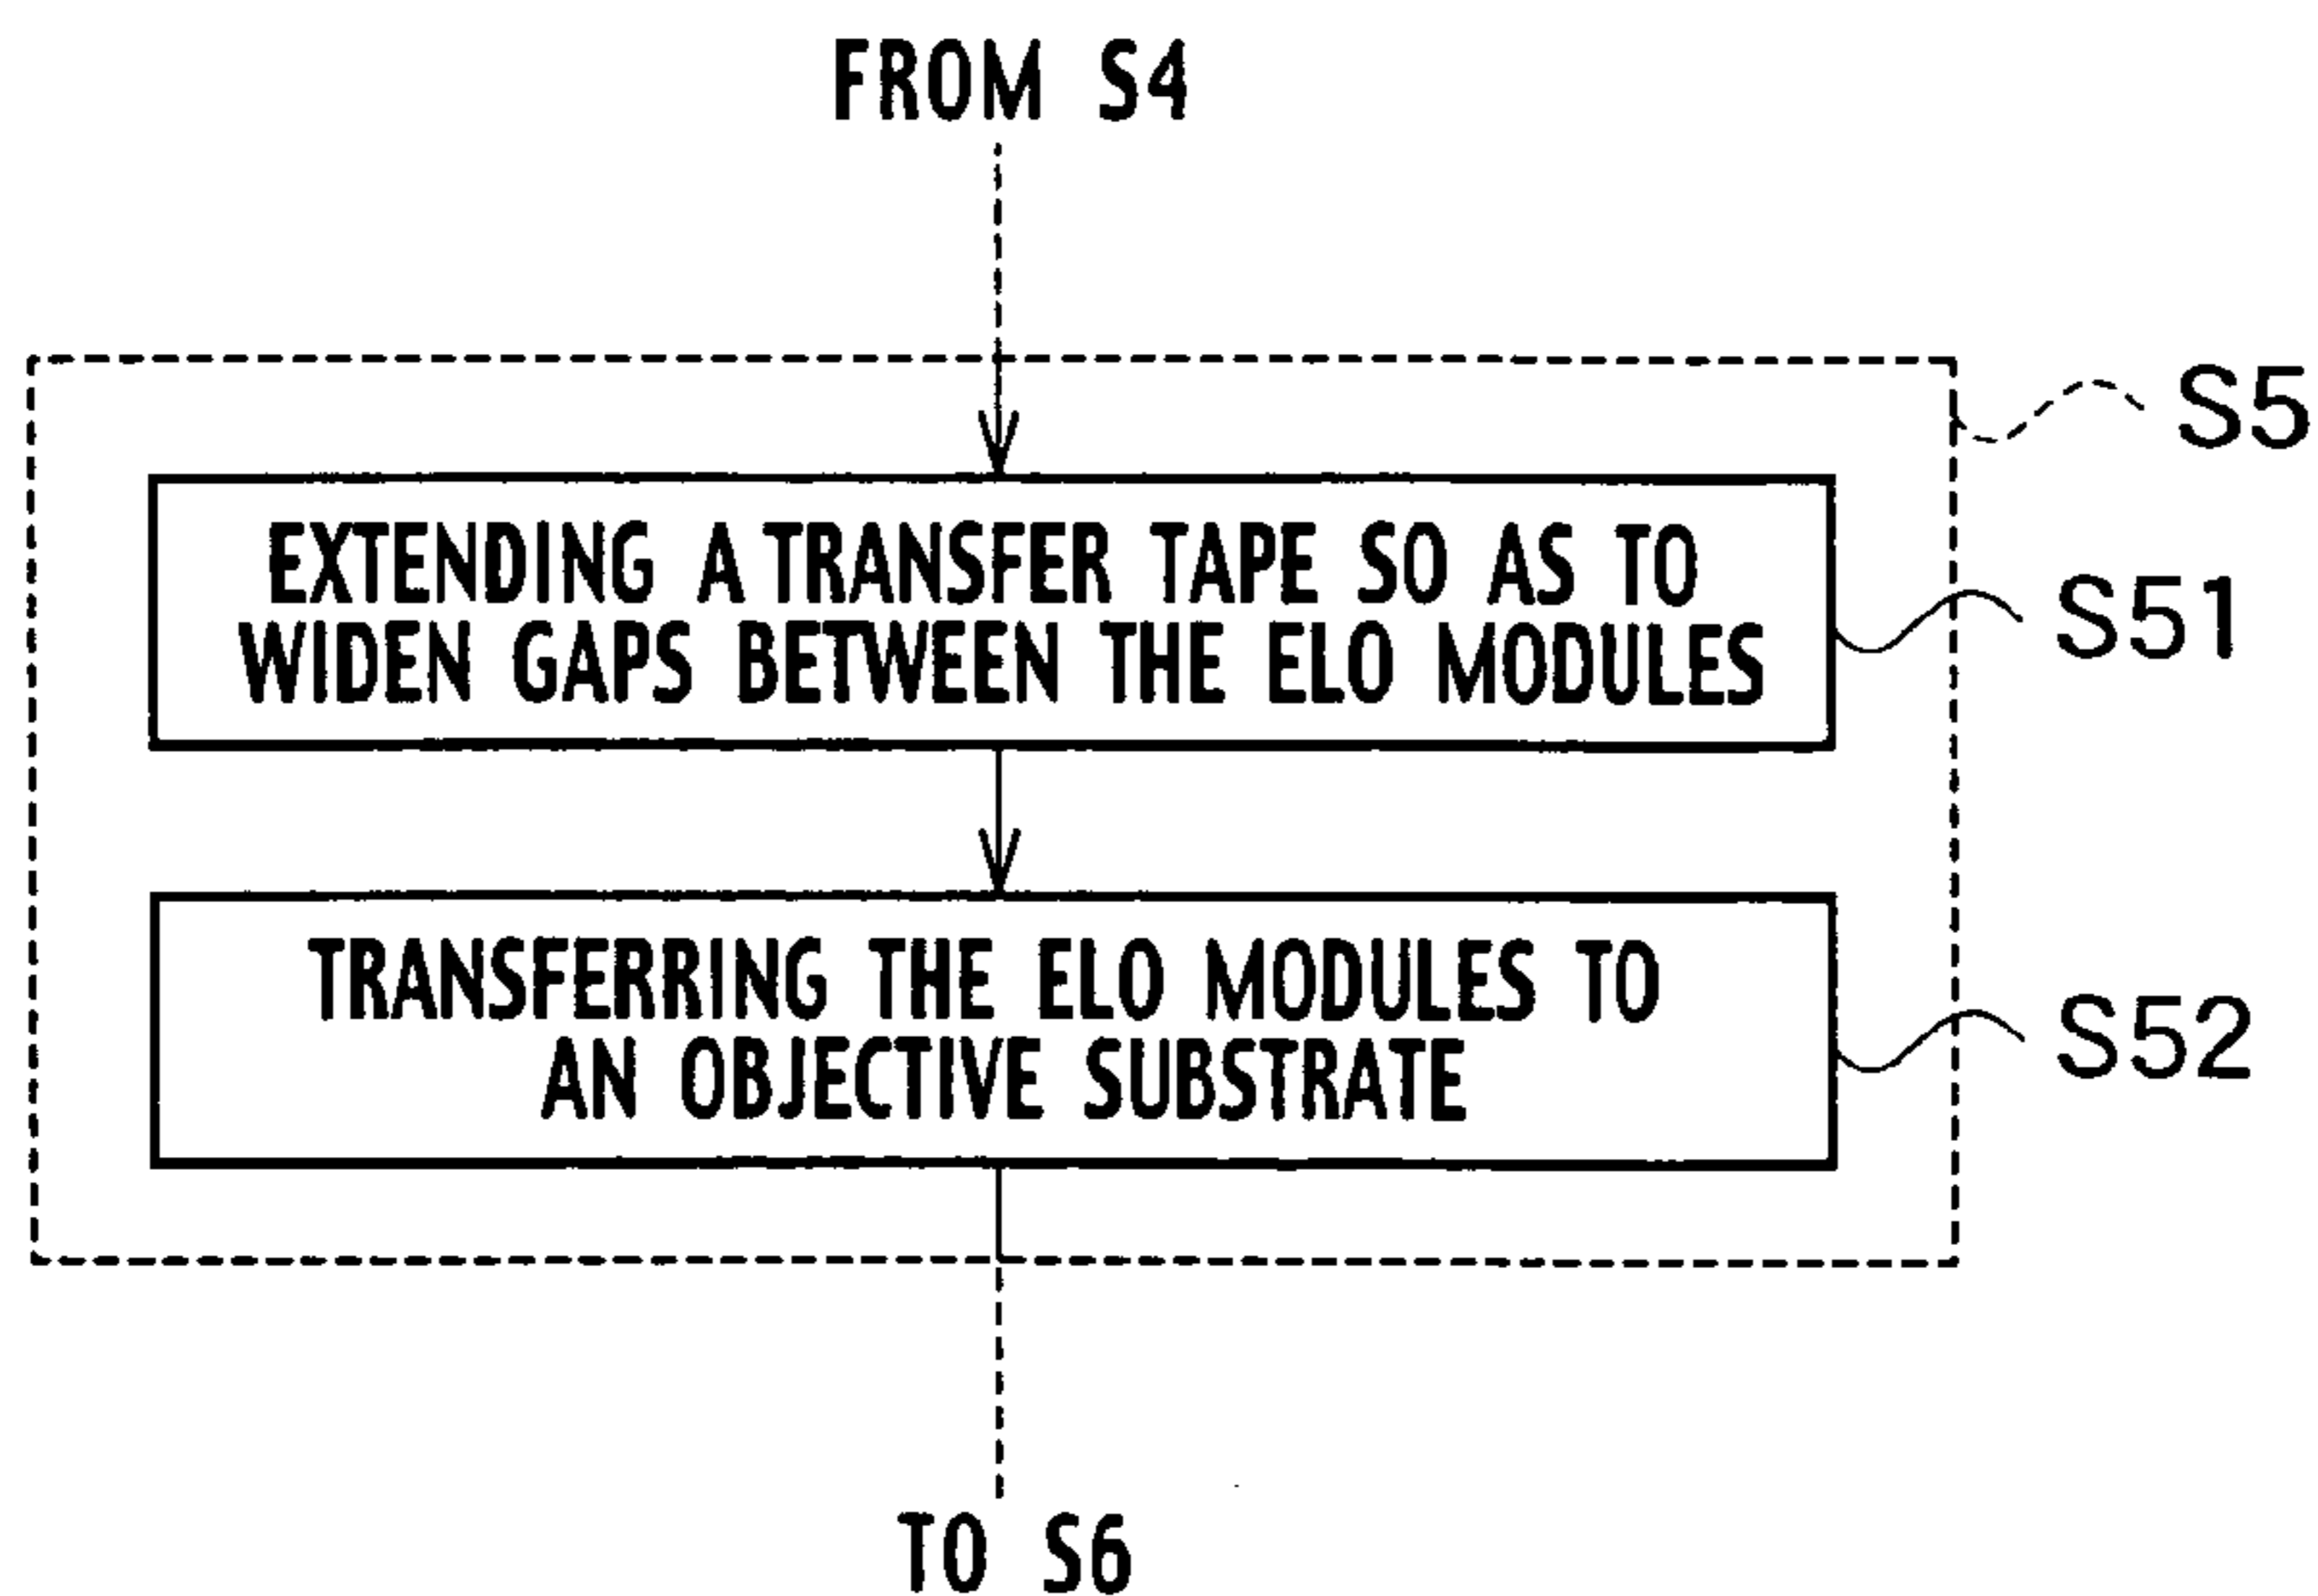 FROM S4
S5
EXTENDING A TRANSFER TAPE SO AS TO
WIDEN GAPS BETWEEN THE ELO MODULES
S51
TRANSFERRING THE ELO MODULES TO
AN OBJECTIVE SUBSTRATE
S52
TO S6